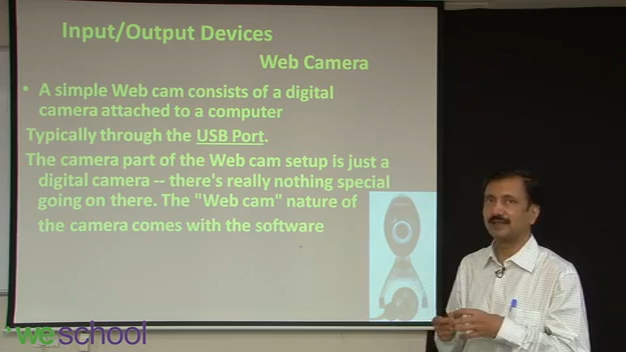 Input/Output Devices
Web Camera
• A simple Web cam consists of a digital
camera attached to a computer
Typically through the USB Port.
The camera part of the Web cam setup is just a
digital camera -- there's really nothing special
going on there. The "Web cam" nature of
the camera comes with the software
weschool